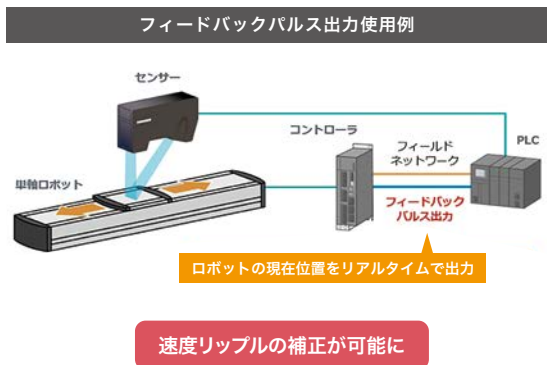 フィードバックパルス出力使用例
センサー
コントローラ
PLC
フィールド
ネットワーク
単軸ロボット
フィードバック
パルス出力
ロボットの現在位置をリアルタイムで出力
速度リップルの補正が可能に